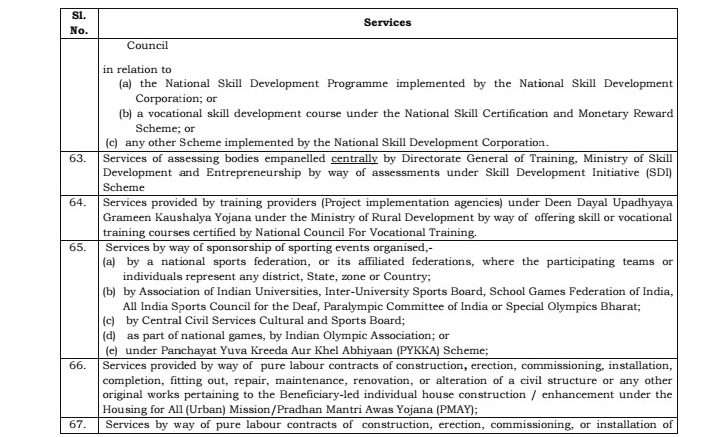 Sl.
No.
Services
Council
in relation to
(a) the National Skill Development Programme implemented by the National Skill Development
Corporation; or
(b) a vocational skill development course under the National Skill Certification and Monetary Reward
Scheme; or
(c) any other Scheme implemented by the National Skill Development Corporation.
63. Services of assessing bodies empanelled centrally by Directorate General of Training, Ministry of Skill
Development and Entrepreneurship by way of assessments under Skill Development Initiative (SDI)
Scheme
64. Services provided by training providers (Project implementation agencies) under Deen Dayal Upadhyaya
Grameen Kaushalya Yojana under the Ministry of Rural Development by way of offering skill or vocational
training courses certified by National Council For Vocational Training.
65. Services by way of sponsorship of sporting events organised,-
(a) by a national sports federation, or its affiliated federations, where the participating teams or
individuals represent any district, State, zone or Country;
(b) by Association of Indian Universities, Inter-University Sports Board, School Games Federation of India,
All India Sports Council for the Deaf, Paralympic Committee of India or Special Olympics Bharat;
(c) by Central Civil Services Cultural and Sports Board;
(d) as part of national games, by Indian Olympic Association; or
(e) under Panchayat Yuva Kreeda Aur Khel Abhiyaan (PYKKA) Scheme;
66. Services provided by way of pure labour contracts of construction, erection, commissioning, installation,
completion, fitting out, repair, maintenance, renovation, or alteration of a civil structure or any other
original works pertaining to the Beneficiary-led individual house construction / enhancement under the
Housing for All (Urban) Mission/Pradhan Mantri Awas Yojana (PMAY);
67. Services by way of pure labour contracts of construction, erection, commissioning, or installation of